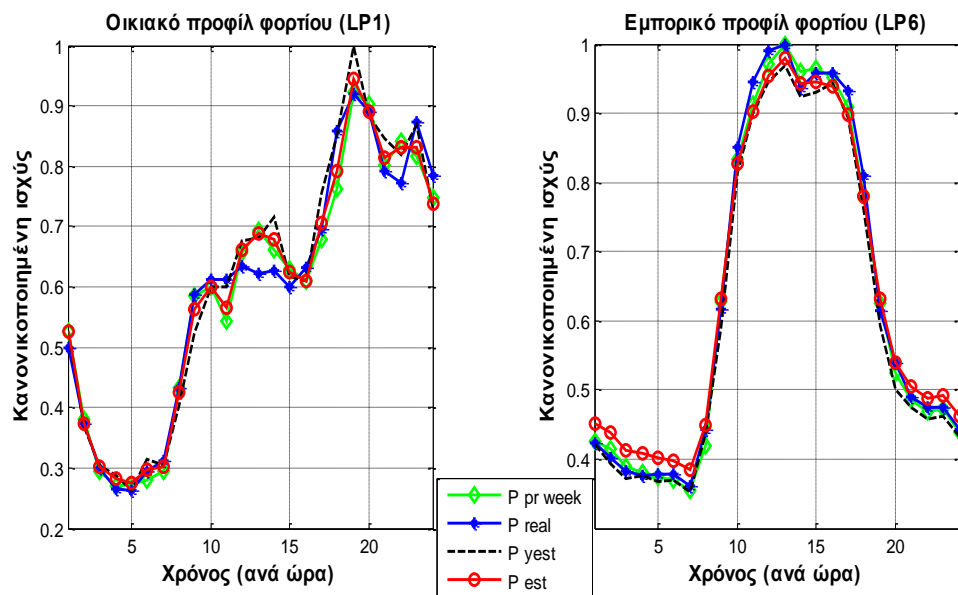 Οικιακό προφίλ φορτίου (LP1)
Κανονικοποιημένη ισχύς
1
0.9
0.8
0.7
0.6
0.5
0.4
0.3
0.2
5 10 15 20
Χρόνος (ανά ώρα)
Εμπορικό προφίλ φορτίου (LP6)
Κανονικοποιημένη ισχύς
1
0.9
0.8
0.7
0.6
0.5
0.4
5 10 15 20
Χρόνος (ανά ώρα)
P pr week
P real
P yest
P est